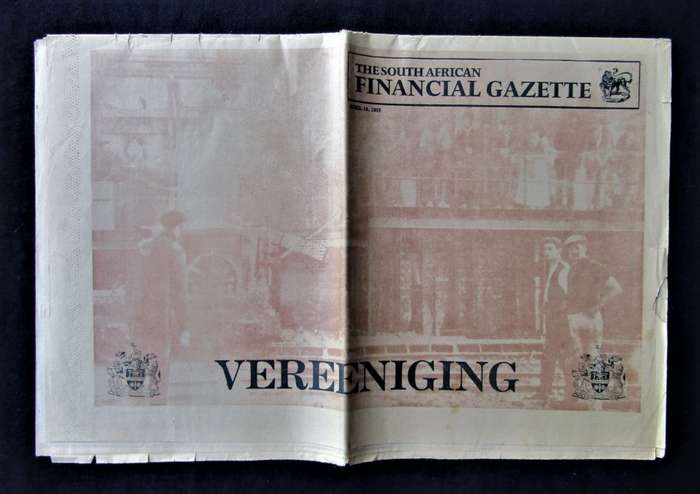 THE SOUTH AFRICAN
FINANCIAL GAZETTE
VEREENIGING